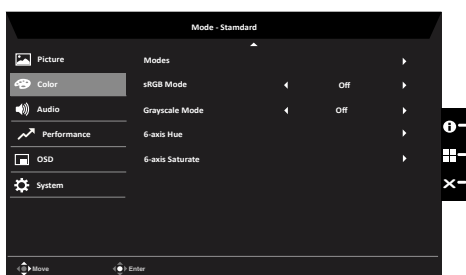 Mode - Standard
Picture
Modes
Color
sRGB Mode
Off
Audio
Grayscale Mode
Off
Performance
6-axis Hue
OSD
6-axis Saturate
System
Move
Enter